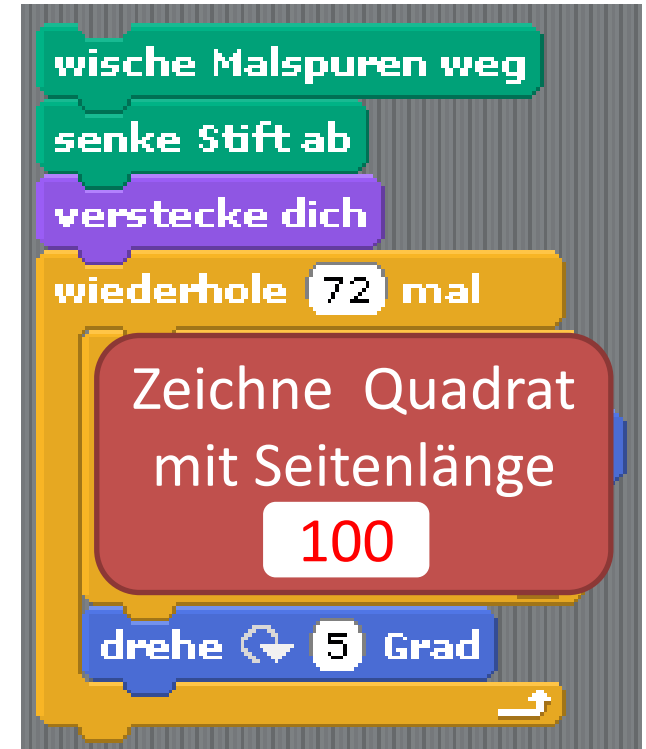 wische Malspuren weg
senke Stift ab
verstecke dich
wiederhole 72 mal
Zeichne Quadrat
mit Seitenlänge
100
drehe 5 Grad